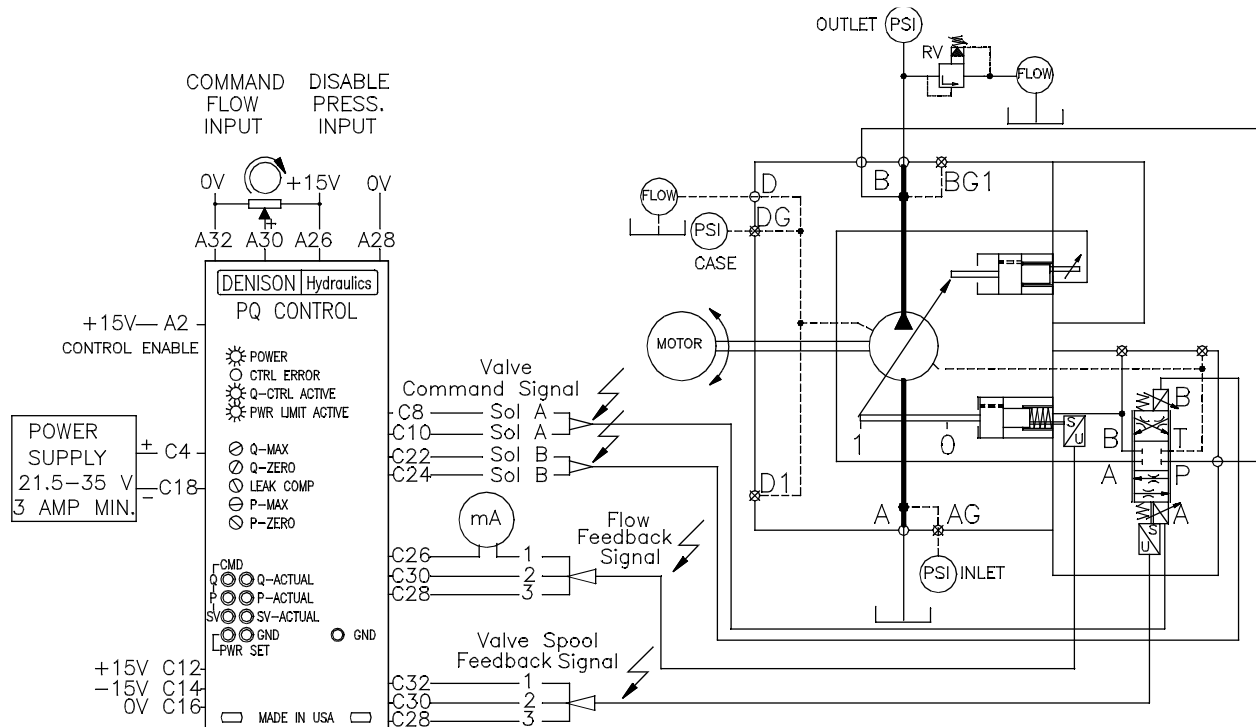 OUTLET PSI
RV
FLOW
COMMAND
FLOW
INPUT
DISABLE
PRESS.
INPUT
0V +15V 0V
A32 A30 A26 A28
DENISON Hydraulics
PQ CONTROL
+15V A2
CONTROL ENABLE
POWER
CTRL ERROR
Q-CTRL ACTIVE
PWR LIMIT ACTIVE
POWER
SUPPLY
21.5-35 V
3 AMP MIN.
+ C4
- C18
Q-MAX
Q-ZERO
LEAK COMP
P-MAX
P-ZERO
CMD
Q Q-ACTUAL
P P-ACTUAL
SV SV-ACTUAL
GND
GND
PWR SET
+15V C12
-15V C14
0V C16
MADE IN USA
Valve
Command Signal
C8 Sol A
C10 Sol A
C22 Sol B
C24 Sol B
mA
Flow
Feedback
Signal
C26 1
C30 2
C28 3
Valve Spool
Feedback Signal
C32 1
C30 2
C28 3
FLOW
D
DG
PSI
CASE
B
BG1
MOTOR
1 0
S
U
D1
A
AG
PSI INLET
B
B T
A P
A
S
U